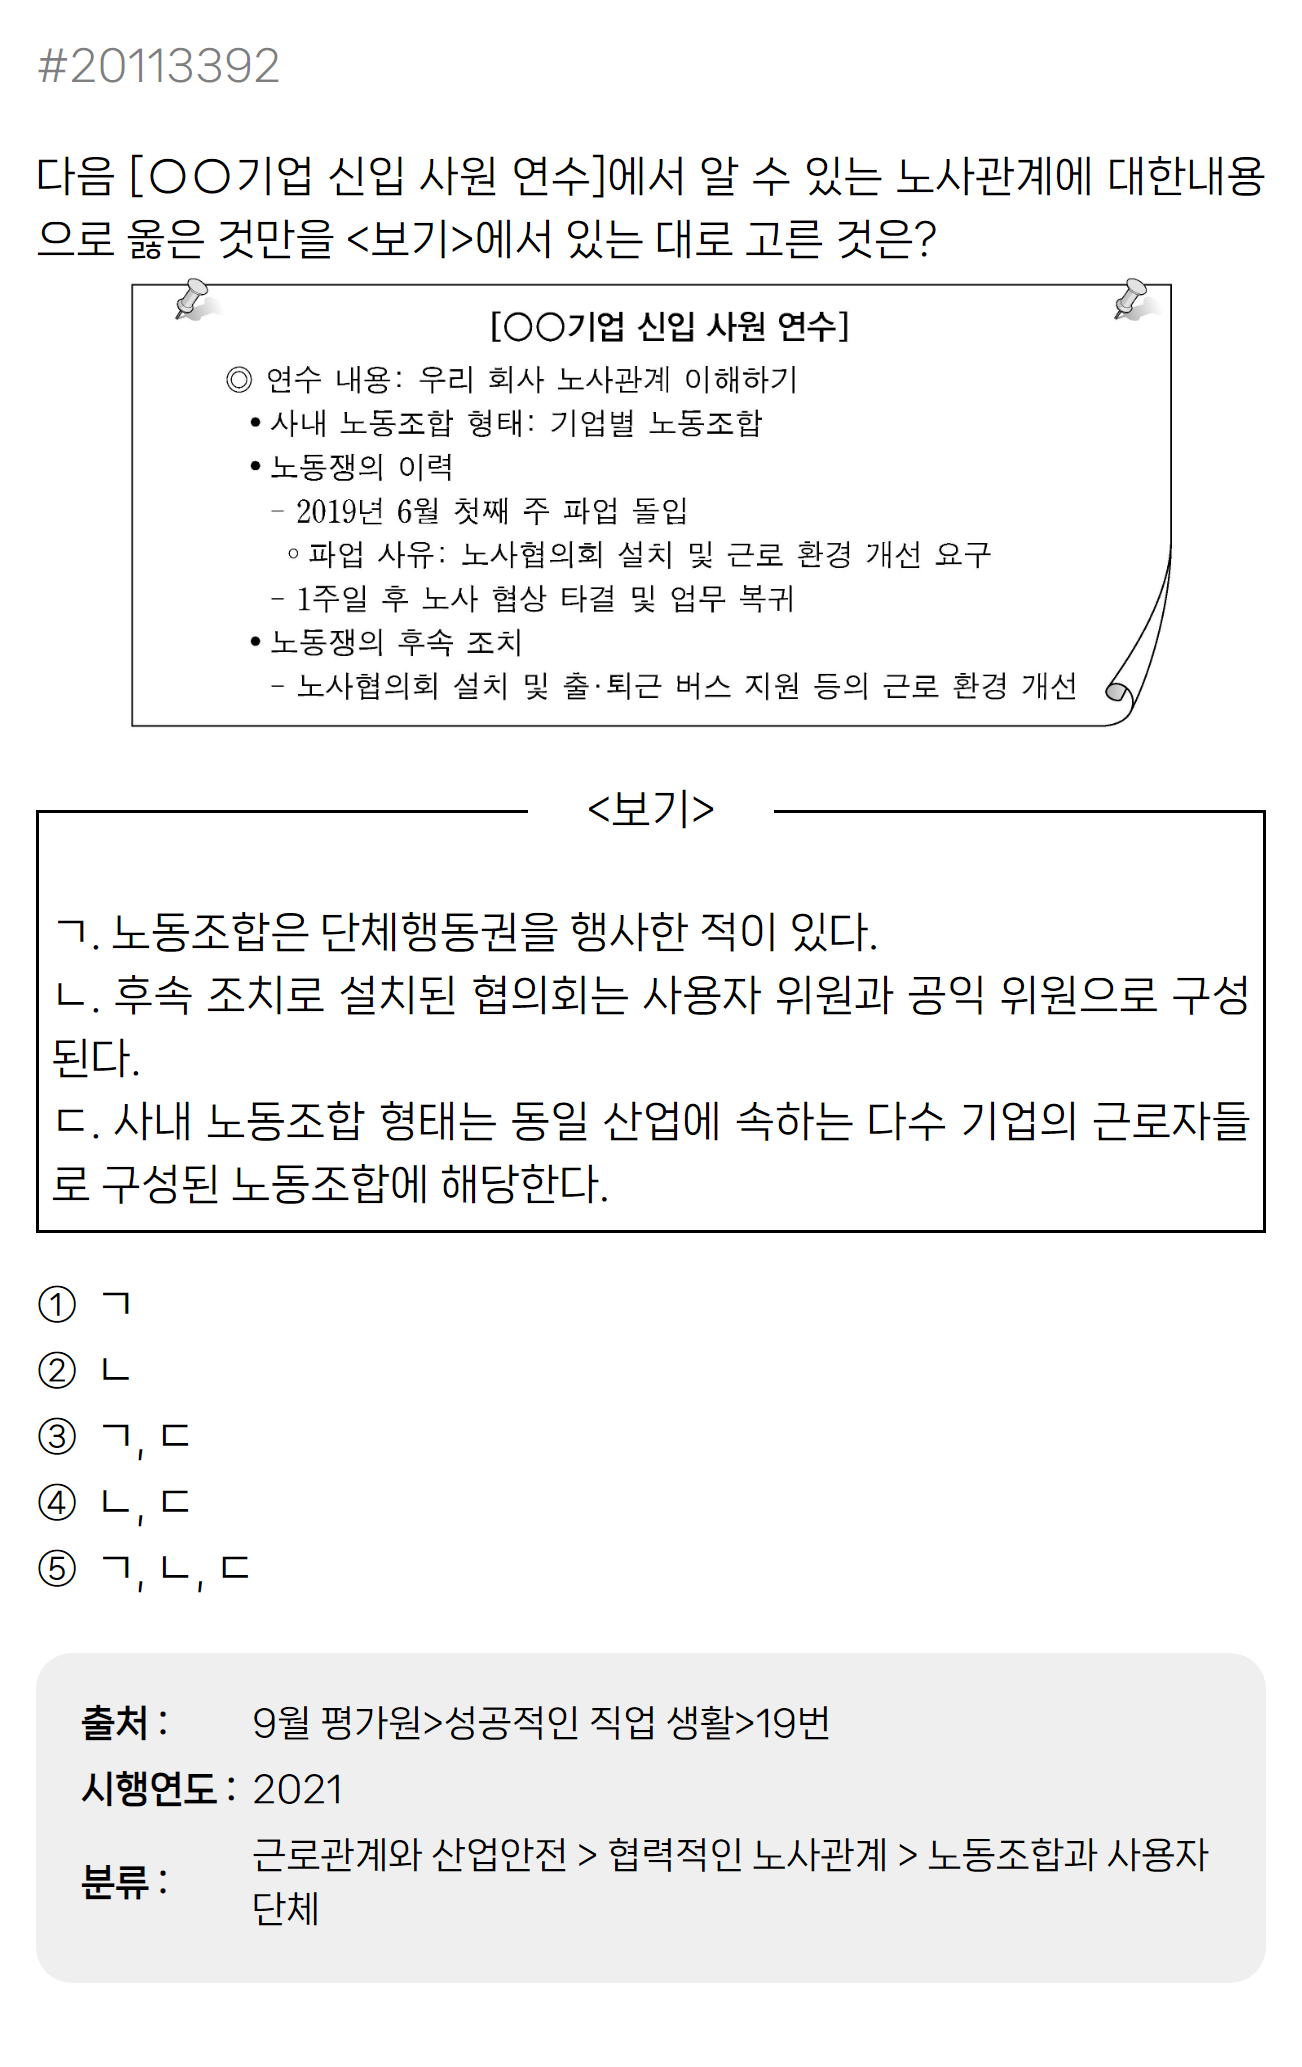 #20113392
다음 [○○기업 신입 사원 연수]에서 알 수 있는 노사관계에 대한내용
으로 옳은 것만을 <보기>에서 있는 대로 고른 것은?
[○○기업 신입 사원 연수]
◎ 연수 내용: 우리 회사 노사관계 이해하기
• 사내 노동조합 형태: 기업별 노동조합
• 노동쟁의 이력
- 2019년 6월 첫째 주 파업 돌입
○ 파업 사유: 노사협의회 설치 및 근로 환경 개선 요구
- 1주일 후 노사 협상 타결 및 업무 복귀
• 노동쟁의 후속 조치
- 노사협의회 설치 및 출·퇴근 버스 지원 등의 근로 환경 개선
<보기>
ㄱ. 노동조합은 단체행동권을 행사한 적이 있다.
ㄴ. 후속 조치로 설치된 협의회는 사용자 위원과 공익 위원으로 구성
된다.
ㄷ. 사내 노동조합 형태는 동일 산업에 속하는 다수 기업의 근로자들
로 구성된 노동조합에 해당한다.
① ㄱ
② ㄴ
③ ㄱ, ㄷ
④ ㄴ, ㄷ
⑤ ㄱ, ㄴ, ㄷ
출처 : 9월 평가원>성공적인 직업 생활>19번
시행연도 : 2021
분류 : 근로관계와 산업안전 > 협력적인 노사관계 > 노동조합과 사용자
단체